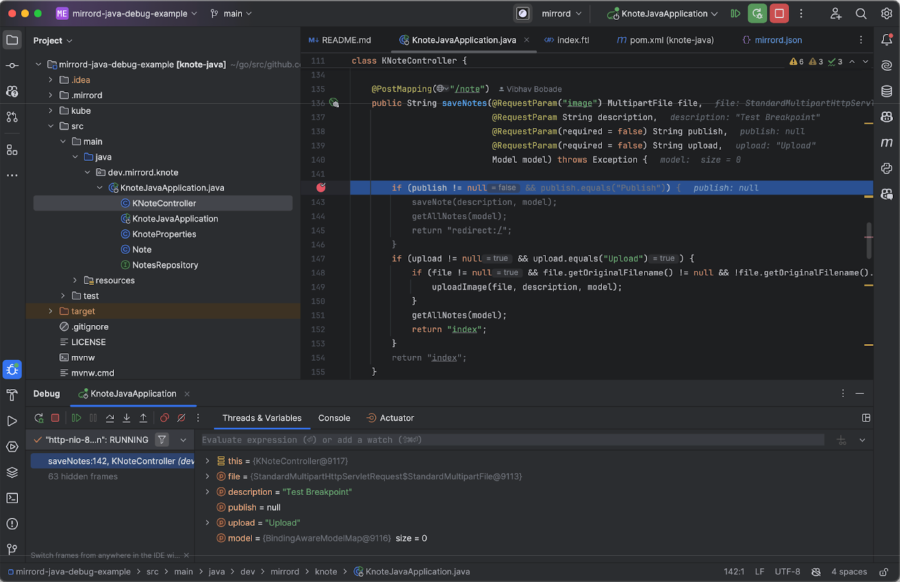 ME mirrord-java-debug-example main mirrord KnoteJavaApplication
Project
README.md KnoteJavaApplication.java index.ftl pom.xml (knote-java) mirrord.json
mirrord-java-debug-example [knote-java] ~/go/src/github.c
.idea
.mirrord
kube
src
main
java
dev.mirrord.knote
KnoteJavaApplication.java
KNoteController
KnoteJavaApplication
KnoteProperties
Note
NotesRepository
resources
test
target
.gitignore
LICENSE
mvnw
mvnw.cmd
111 class KNoteController { 6 3 3
134
135 @PostMapping("/note") Vibhav Bobade
136 public String saveNotes(@RequestParam("image") MultipartFile file, file: StandardMultipartHttpServ
137 @RequestParam String description, description: "Test Breakpoint"
138 @RequestParam(required = false) String publish, publish: null
139 @RequestParam(required = false) String upload, upload: "Upload"
140 Model model) throws Exception { model: size = 0
141
if (publish != null = false && publish.equals("Publish")) { publish: null
143 saveNote(description, model);
144 getAllNotes(model);
145 return "redirect:/";
146 }
147 if (upload != null = true && upload.equals("Upload") = true ) {
148 if (file != null = true && file.getOriginalFilename() != null && !file.getOriginalFilename().
149 uploadImage(file, description, model);
150 }
151 getAllNotes(model);
152 return "index";
153 }
154 return "index";
155 }
Debug KnoteJavaApplication
Threads & Variables Console Actuator
"http-nio-8...n": RUNNING
Evaluate expression (⏎) or add a watch (⇧⌘⏎)
saveNotes:142, KNoteController (dev
63 hidden frames
this = {KNoteController@9117}
file = {StandardMultipartHttpServletRequest$StandardMultipartFile@9113}
description = "Test Breakpoint"
publish = null
upload = "Upload"
model = {BindingAwareModelMap@9116} size = 0
Switch frames from anywhere in the IDE wi...
mirrord-java-debug-example > src > main > java > dev > mirrord > knote > KnoteJavaApplication.java 142:1 LF UTF-8 4 spaces